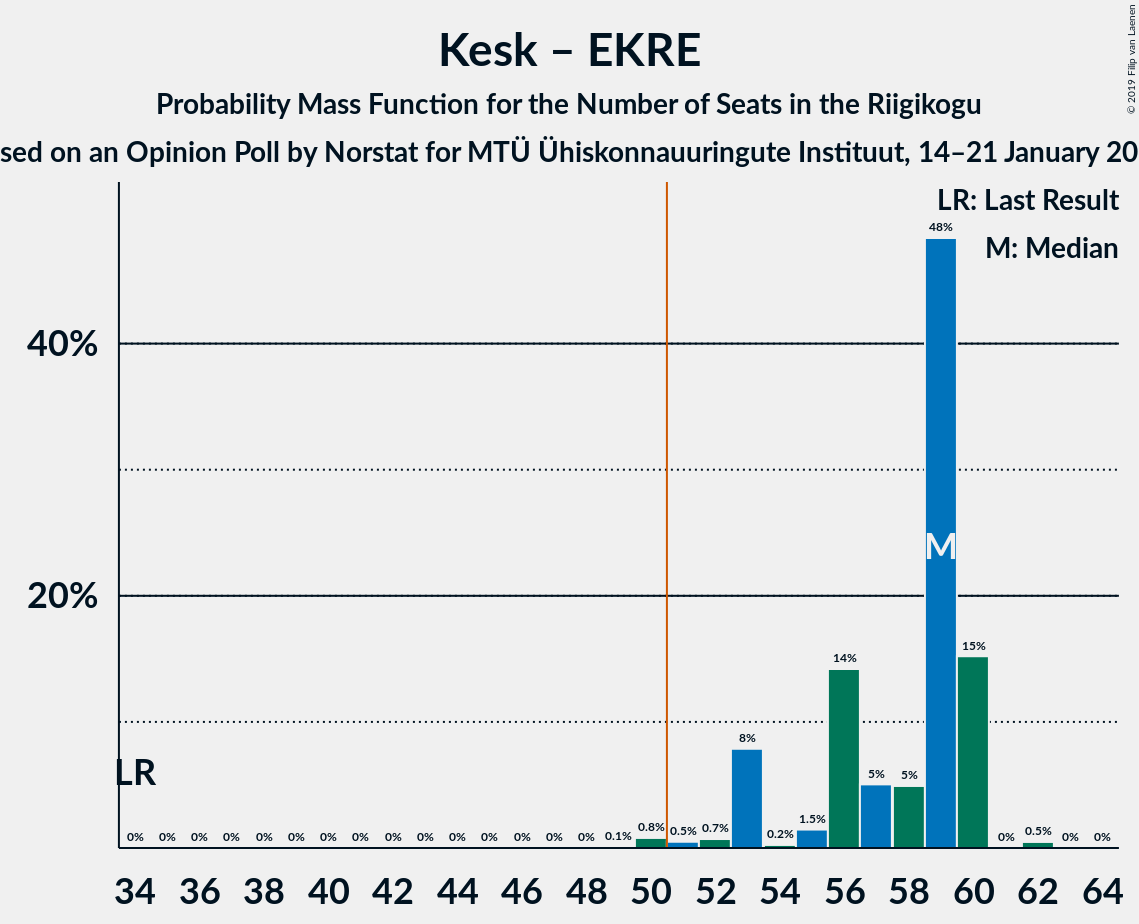 Kesk – EKRE
Probability Mass Function for the Number of Seats in the Riigikogu
sed on an Opinion Poll by Norstat for MTÜ Ühiskonnauuringute Instituut, 14–21 January 20
© 2019 Filip van Laenen
LR: Last Result
M: Median
40%
20%
48%
M
15%
14%
8%
5%
5%
1.5%
0.2%
0.7%
0.5%
0.8%
0.1%
LR
0% 0% 0% 0% 0% 0% 0% 0% 0% 0% 0% 0% 0% 0% 0% 0% 0.5% 0% 0%
34 36 38 40 42 44 46 48 50 52 54 56 58 60 62 64